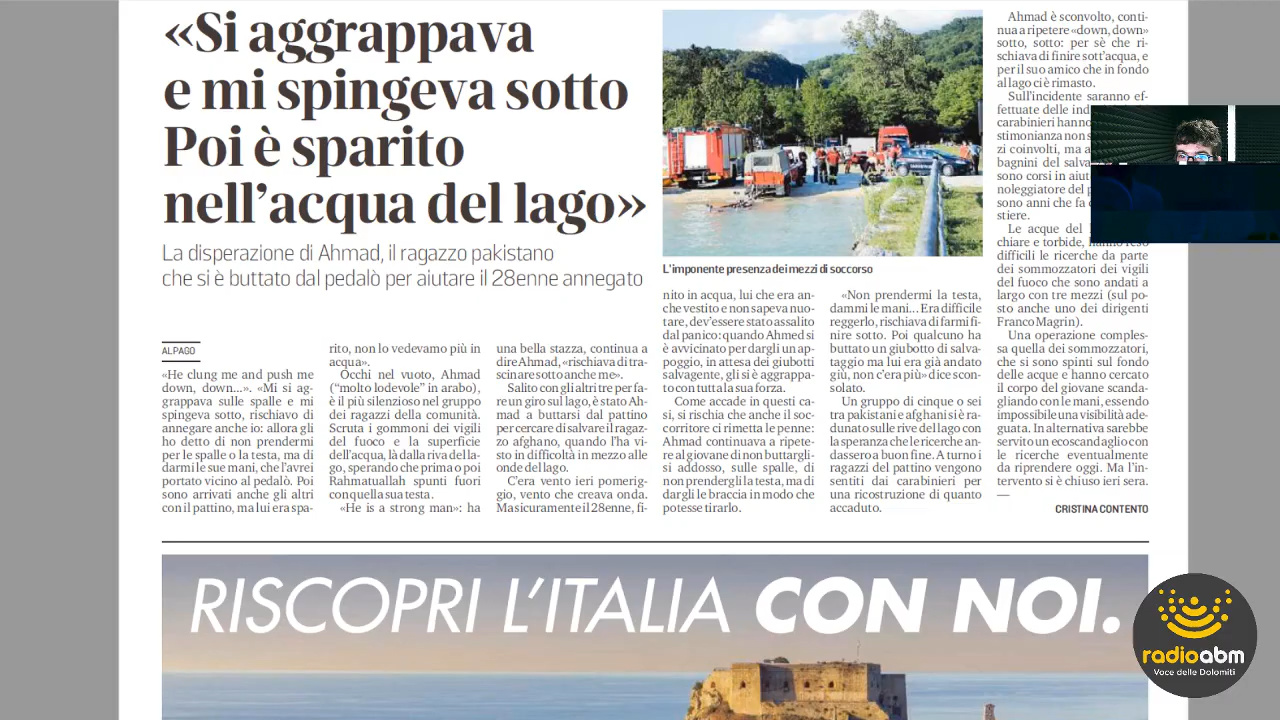 «Si aggrappava
e mi spingeva sotto
Poi è sparito
nell'acqua del lago»
La disperazione di Ahmad, il ragazzo pakistano
che si è buttato dal pedalò per aiutare il 28enne annegato
ALPAGO
«He clung me and push me
down, down...». «Mi si ag-
grappava sulle spalle e mi
spingeva sotto, rischiavo di
annegare anche io: allora gli
ho detto di non prendermi
per le spalle o la testa, ma di
darmi le sue mani, che l'avrei
portato vicino al pedalò. Poi
sono arrivati anche gli altri
con il pattino, ma lui era spa-
rito, non lo vedevamo più in
acqua».
Occhi nel vuoto, Ahmad
(“molto lodevole” in arabo),
è il più silenzioso nel gruppo
dei ragazzi della comunità.
Scruta i gommoni dei vigili
del fuoco e la superficie
dell'acqua, là dalla riva del la-
go, sperando che prima o poi
Rahmatuallah spunti fuori
con quella sua testa.
«He is a strong man»: ha
una bella stazza, continua a
dire Ahmad, «rischiava di tra-
scinare sotto anche me».
Salito con gli altri tre per fa-
re un giro sul lago, è stato Ah-
mad a buttarsi dal pattino
per cercare di salvare il ragaz-
zo afghano, quando l'ha vi-
sto in difficoltà in mezzo alle
onde del lago.
C'era vento ieri pomerig-
gio, vento che creava onda.
Ma sicuramente il 28enne, fi-
L'imponente presenza dei mezzi di soccorso
nito in acqua, lui che era an-
che vestito e non sapeva nuo-
tare, dev'essere stato assalito
dal panico: quando Ahmed si
è avvicinato per dargli un ap-
poggio, in attesa dei giubotti
salvagente, gli si è aggrappa-
to con tutta la sua forza.
Come accade in questi ca-
si, si rischia che anche il soc-
corritore ci rimetta le penne:
Ahmad continuava a ripete-
re al giovane di non buttargli-
si addosso, sulle spalle, di
non prendergli la testa, ma di
dargli le braccia in modo che
potesse tirarlo.
«Non prendermi la testa,
dammi le mani... Era difficile
reggerlo, rischiava di farmi fi-
nire sotto. Poi qualcuno ha
buttato un giubotto di salva-
taggio ma lui era già andato
giù, non c'era più» dice scon-
solato.
Un gruppo di cinque o sei
tra pakistani e afghani si è ra-
dunato sulle rive del lago con
la speranza che le ricerche an-
dassero a buon fine. A turno i
ragazzi del pattino vengono
sentiti dai carabinieri per
una ricostruzione di quanto
accaduto.
Ahmad è sconvolto, conti-
nua a ripetere «down, down»
sotto, sotto: per sè che ri-
schiava di finire sott'acqua, e
per il suo amico che in fondo
al lago ci è rimasto.
Sull'incidente saranno ef-
fettuate delle
carabinieri hanno
stimonianza non
zi coinvolti, ma
bagnini del
sono corsi in
noleggiatore del
sono anni che fa
stiere.
Le acque del
chiare e torbide, hanno reso
difficili le ricerche da parte
dei sommozzatori dei vigili
del fuoco che sono andati a
largo con tre mezzi (sul po-
sto anche uno dei dirigenti
Franco Magrin).
Una operazione comples-
sa quella dei sommozzatori,
che si sono spinti sul fondo
delle acque e hanno cercato
il corpo del giovane scanda-
gliando con le mani, essendo
impossibile una visibilità ade-
guata. In alternativa sarebbe
servito un ecoscandaglio con
le ricerche eventualmente
da riprendere oggi. Ma l'in-
tervento si è chiuso ieri sera.
—
CRISTINA CONTENTO
RISCOPRI L'ITALIA CON NOI.
radioabm
Voce delle Dolomiti